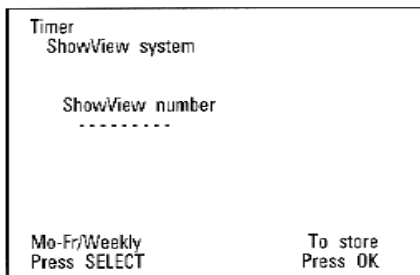 Timer
ShowView system
ShowView number
- - - - - - - - -
Mo-Fr/Weekly To store
Press SELECT Press OK